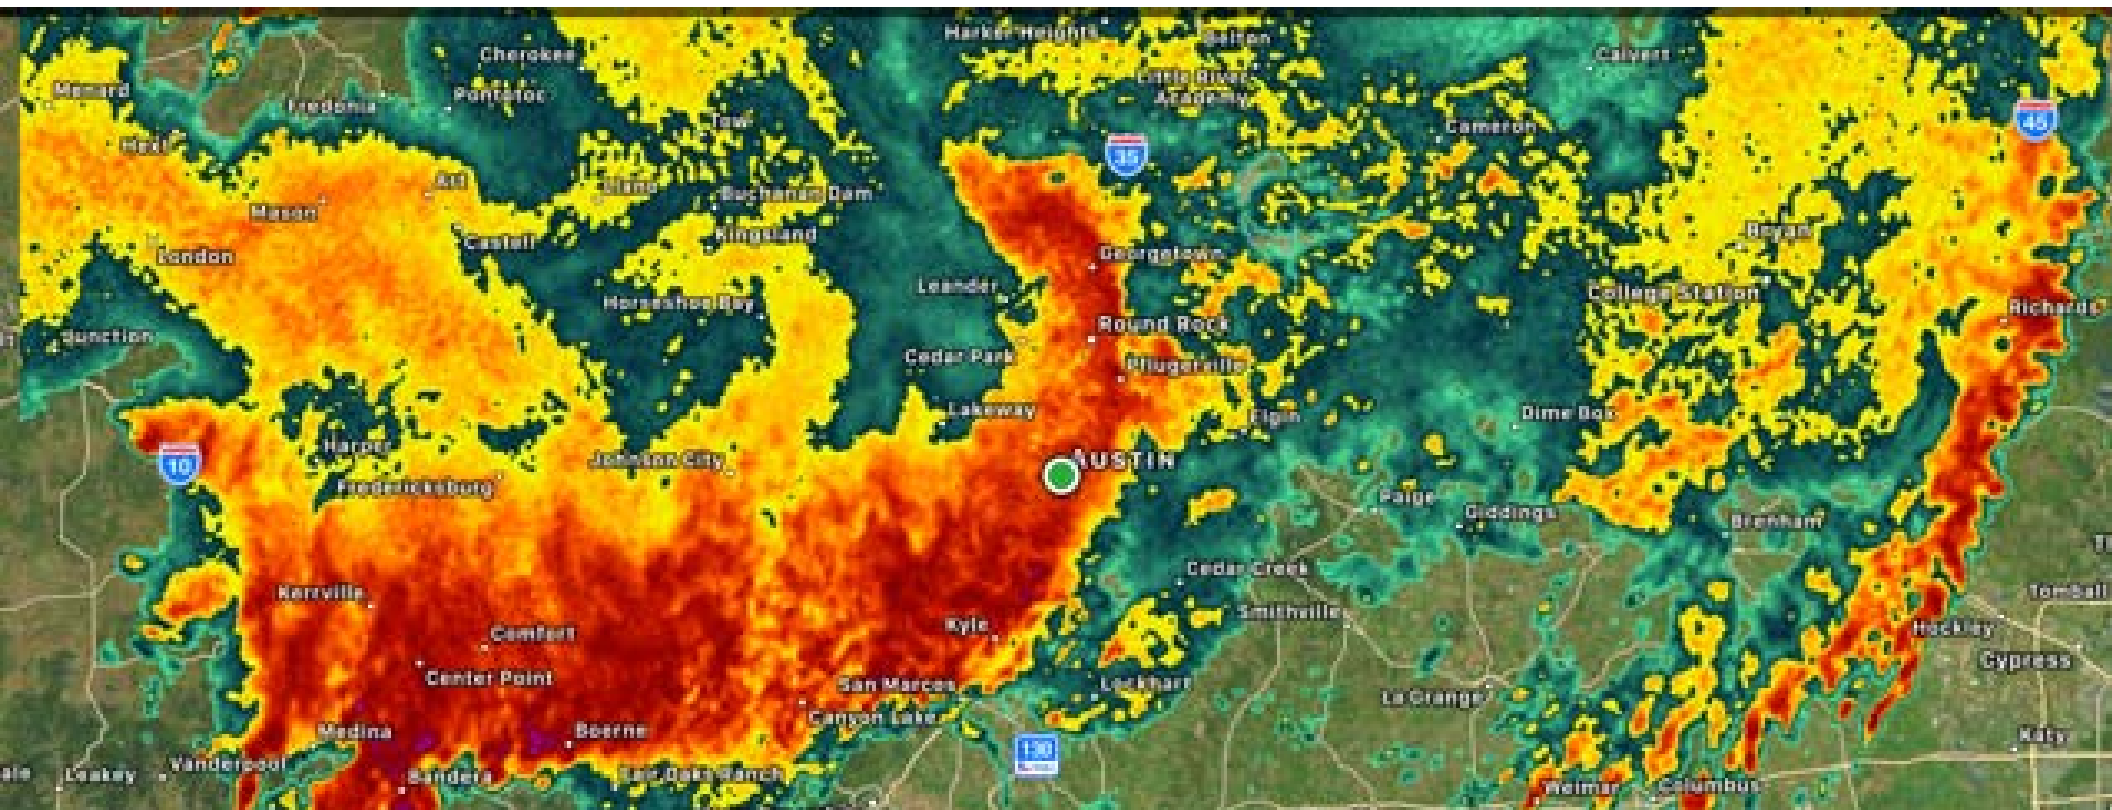 Harker Heights
Belton
Cherokee
Calvert
Little River
Academy
Menard
Pontotoc
Fredonia
Tow
Cameron
45
35
Hext
Art
Llano
Buchanan Dam
Mason
Castell
Kingsland
Bryan
London
Georgetown
Leander
College Station
Horseshoe Bay
Richards
Junction
Round Rock
Cedar Park
Pflugerville
Lakeway
Elgin
Dime Box
Harper
10
Johnson City
AUSTIN
Fredericksburg
Paige
Giddings
Brenham
Cedar Creek
Kerrville
Tomball
Smithville
Comfort
Kyle
Hockley
Cypress
Center Point
San Marcos
Lockhart
La Grange
Canyon Lake
Medina
Boerne
Katy
130
Vanderpool
Leakey
Bandera
Fair Oaks Ranch
Weimar
Columbus